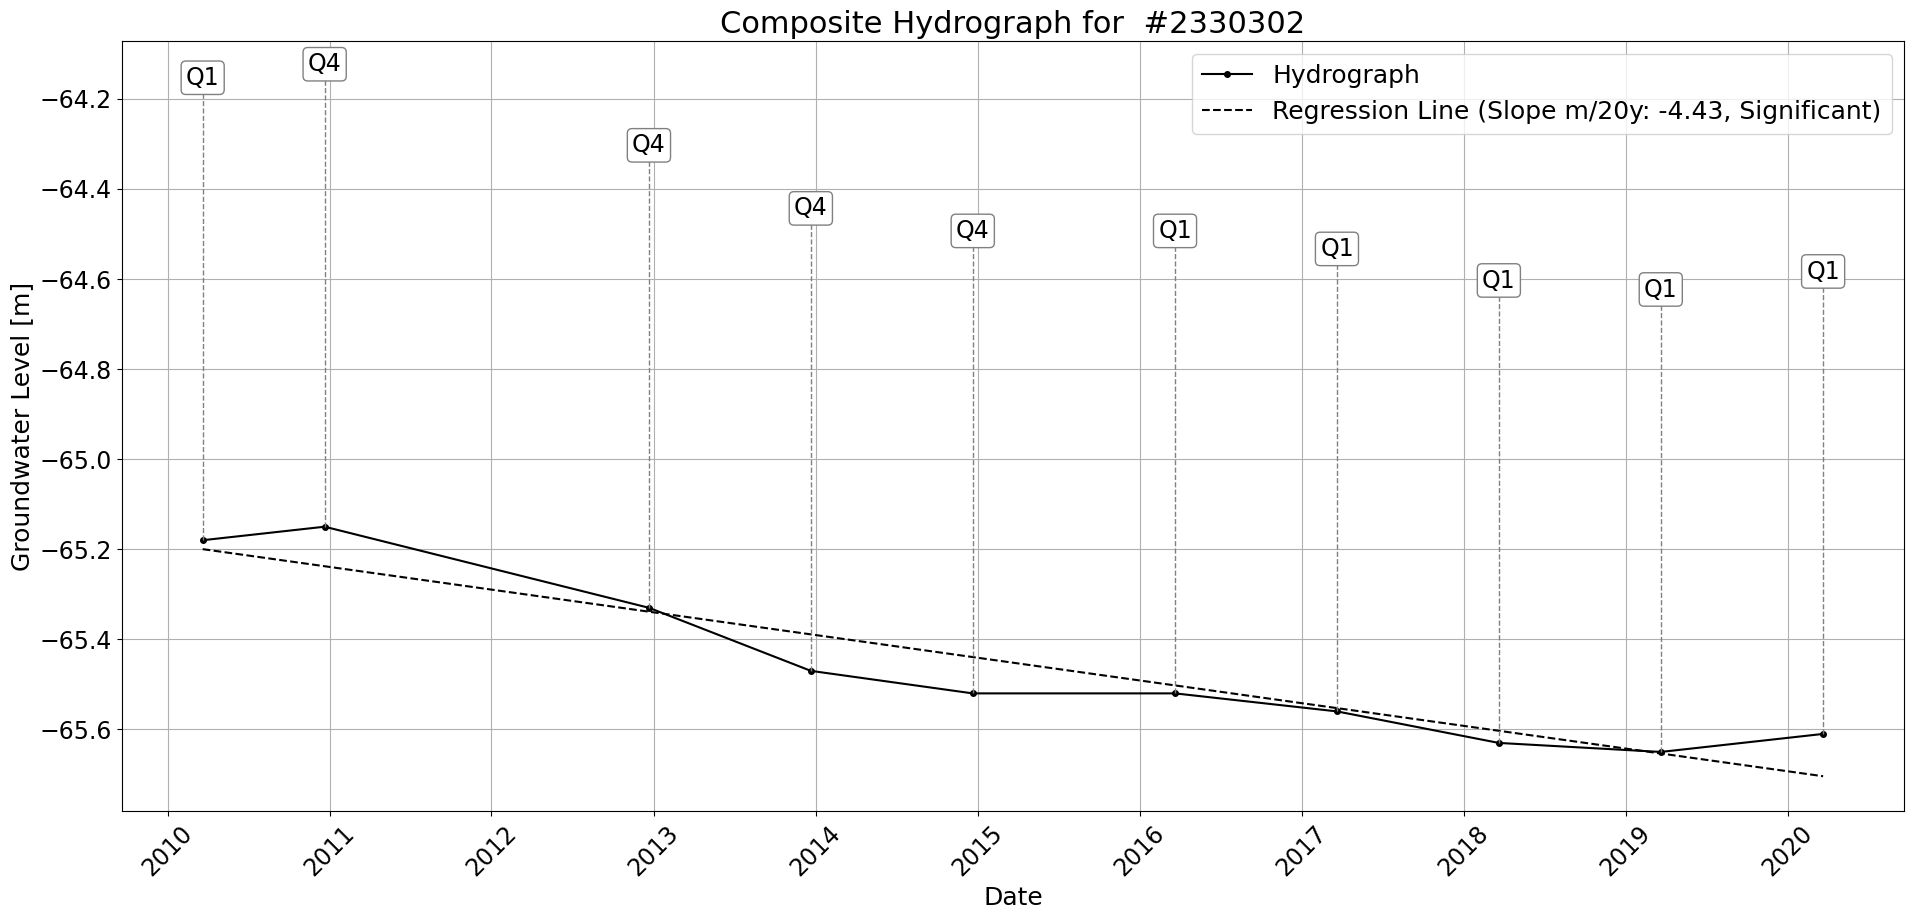 Composite Hydrograph for  #2330302
Hydrograph
Regression Line (Slope m/20y: -4.43, Significant)
Q1
Q4
Q4
Q4
Q4
Q1
Q1
Q1
Q1
Q1
Groundwater Level [m]
−64.2
−64.4
−64.6
−64.8
−65.0
−65.2
−65.4
−65.6
2010
2011
2012
2013
2014
2015
2016
2017
2018
2019
2020
Date